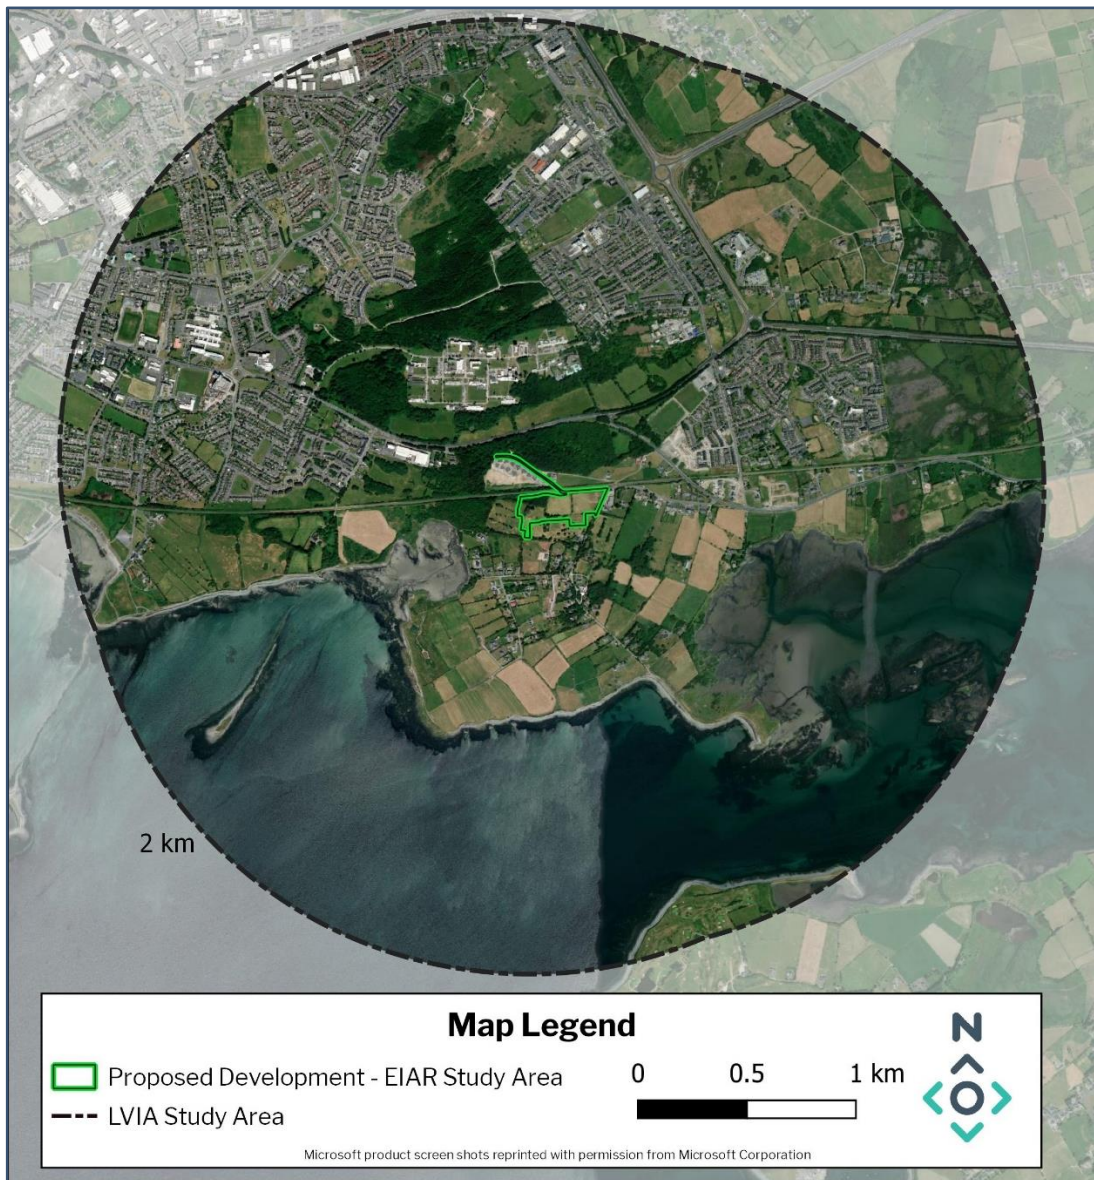 2 km
Map Legend
Proposed Development - EIAR Study Area
LVIA Study Area
0 0.5 1 km
N
Microsoft product screen shots reprinted with permission from Microsoft Corporation